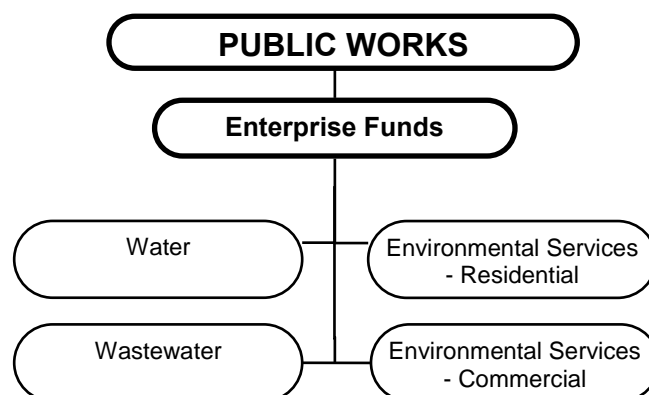 PUBLIC WORKS
Enterprise Funds
Water
Environmental Services
- Residential
Wastewater
Environmental Services
- Commercial